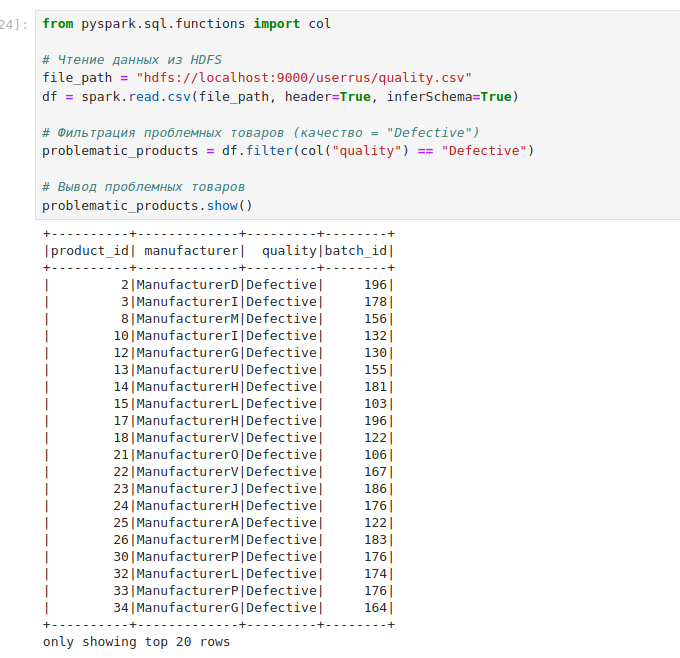 24]:
from pyspark.sql.functions import col
# Чтение данных из HDFS
file_path = "hdfs://localhost:9000/userrus/quality.csv"
df = spark.read.csv(file_path, header=True, inferSchema=True)
# Фильтрация проблемных товаров (качество = "Defective")
problematic_products = df.filter(col("quality") == "Defective")
# Вывод проблемных товаров
problematic_products.show()
+----------+-------------+---------+--------+
|product_id| manufacturer|  quality|batch_id|
+----------+-------------+---------+--------+
|         2|ManufacturerD|Defective|     196|
|         3|ManufacturerI|Defective|     178|
|         8|ManufacturerM|Defective|     156|
|        10|ManufacturerI|Defective|     132|
|        12|ManufacturerG|Defective|     130|
|        13|ManufacturerU|Defective|     155|
|        14|ManufacturerH|Defective|     181|
|        15|ManufacturerL|Defective|     103|
|        17|ManufacturerH|Defective|     196|
|        18|ManufacturerV|Defective|     122|
|        21|ManufacturerO|Defective|     106|
|        22|ManufacturerV|Defective|     167|
|        23|ManufacturerJ|Defective|     186|
|        24|ManufacturerH|Defective|     176|
|        25|ManufacturerA|Defective|     122|
|        26|ManufacturerM|Defective|     183|
|        30|ManufacturerP|Defective|     176|
|        32|ManufacturerL|Defective|     174|
|        33|ManufacturerP|Defective|     176|
|        34|ManufacturerG|Defective|     164|
+----------+-------------+---------+--------+
only showing top 20 rows